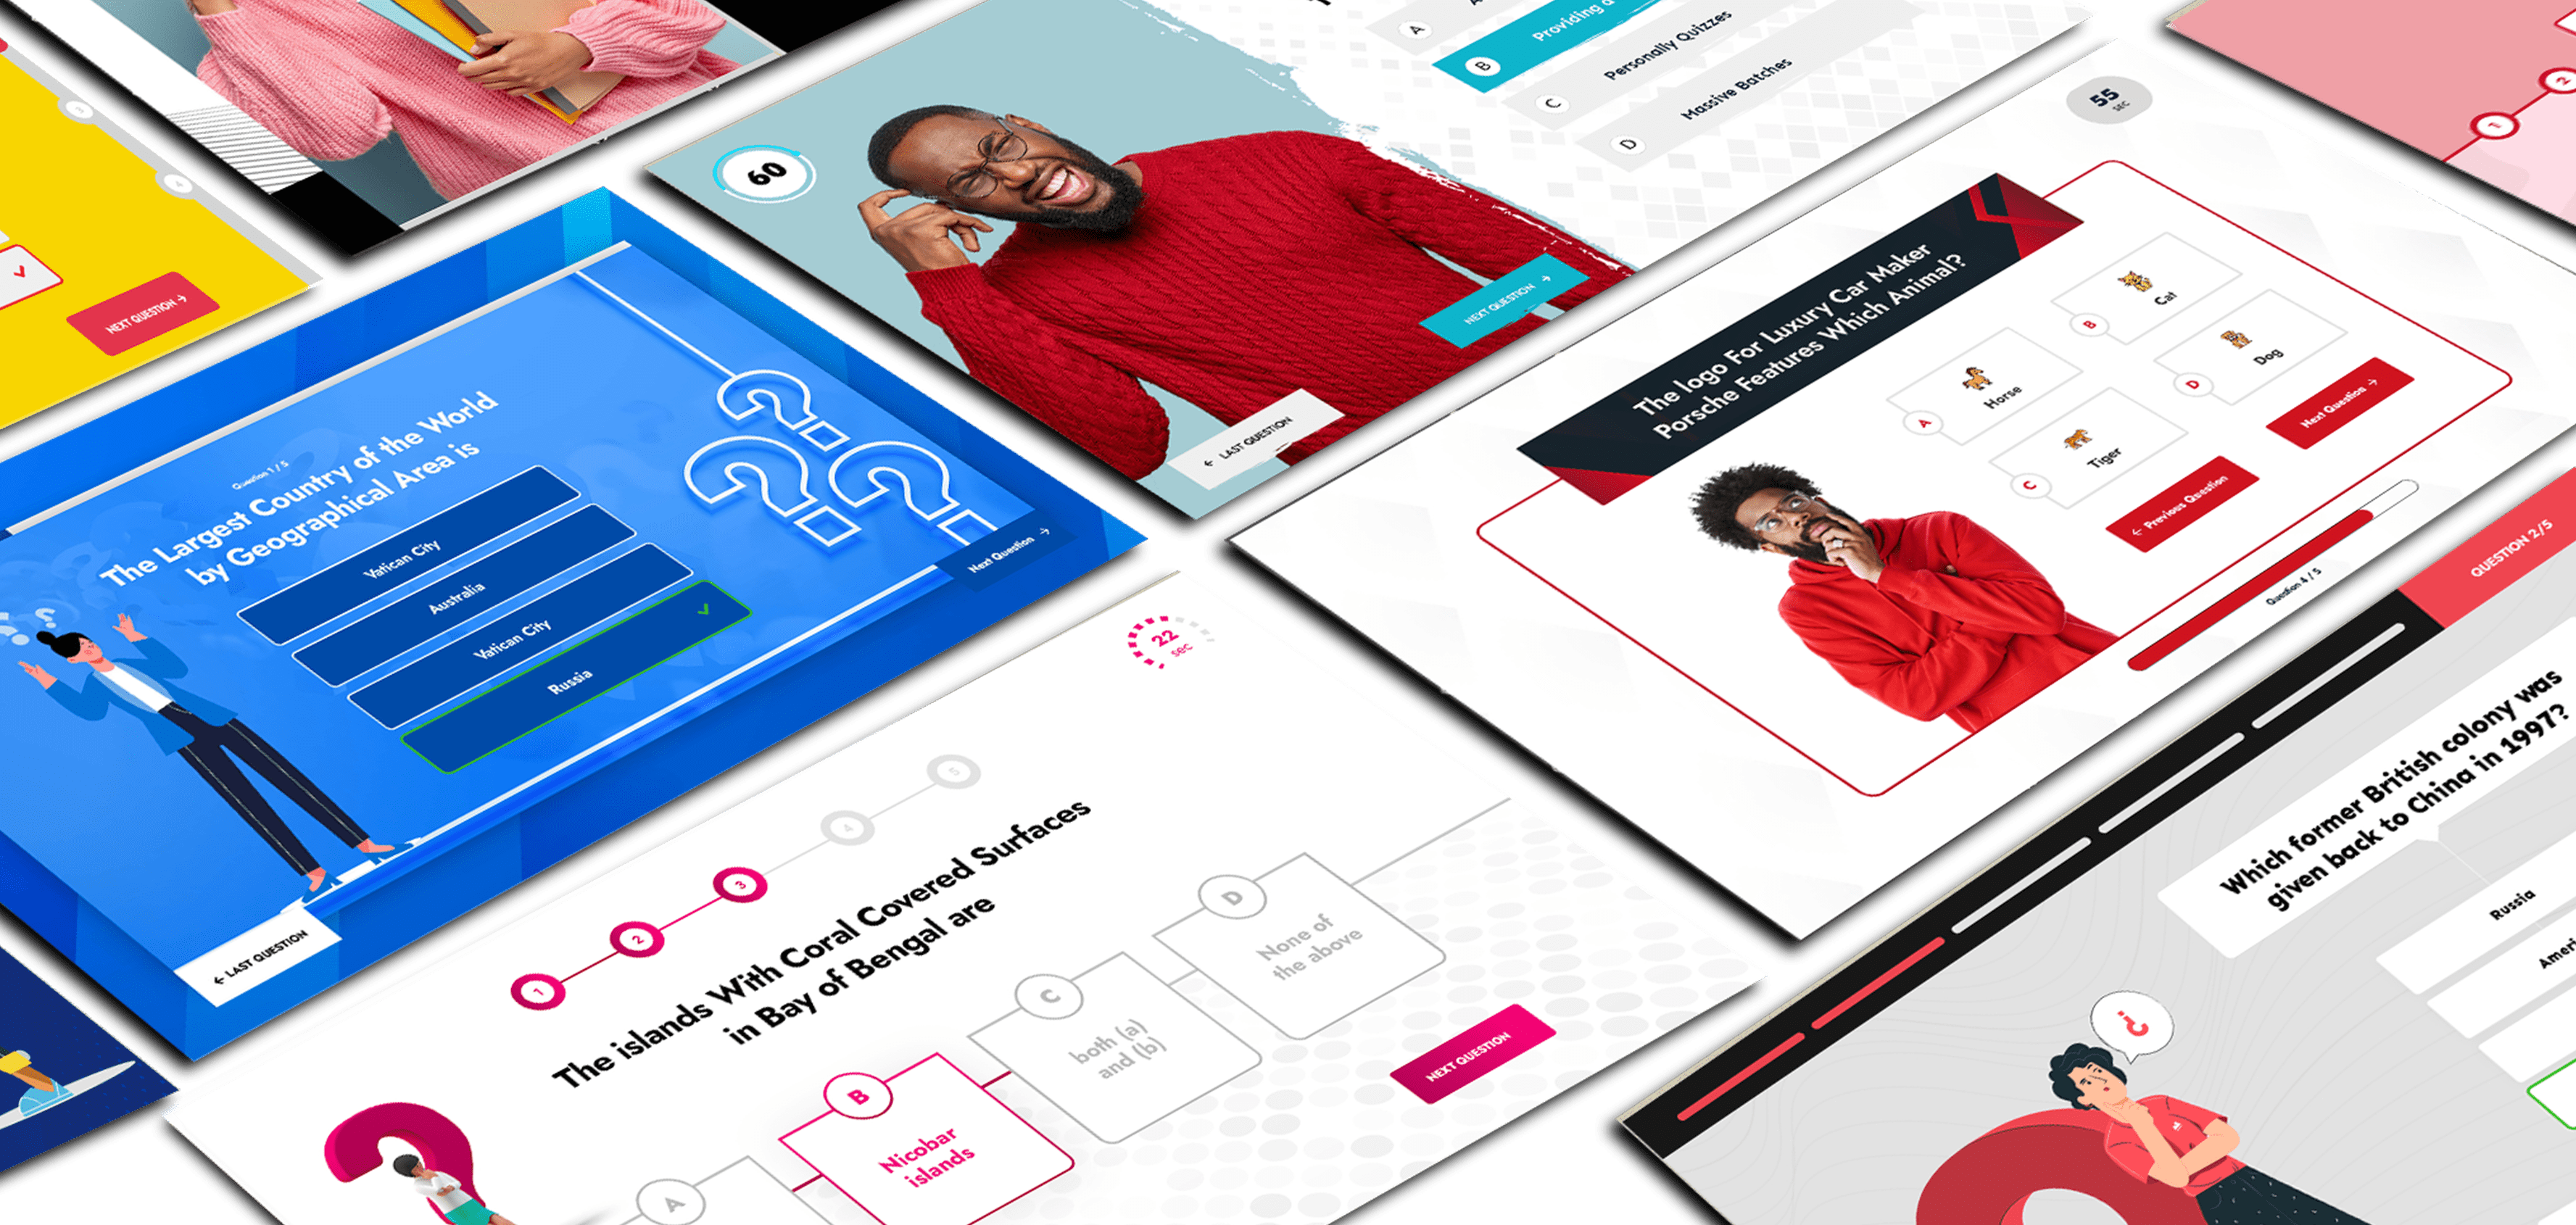 3
4
NEXT QUESTION →
60
A
B
Providing a
C
Personally Quizzes
D
Massive Batches
NEXT QUESTION →
← LAST QUESTION
55
SEC
The logo For Luxury Car Maker
Porsche Features Which Animal?
A
Horse
B
Cat
C
Tiger
D
Dog
← Previous Question
Next Question →
Question 4 / 5
1
2
Question 1 / 5
The Largest Country of the World
by Geographical Area is
Vatican City
Australia
Vatican City
Russia
Next Question →
← LAST QUESTION
22
sec
1
2
3
4
5
The islands With Coral Covered Surfaces
in Bay of Bengal are
A
B
Nicobar
islands
C
both (a)
and (b)
D
None of
the above
NEXT QUESTION
QUESTION 2/5
Which former British colony was
given back to China in 1997?
Russia
Ameri